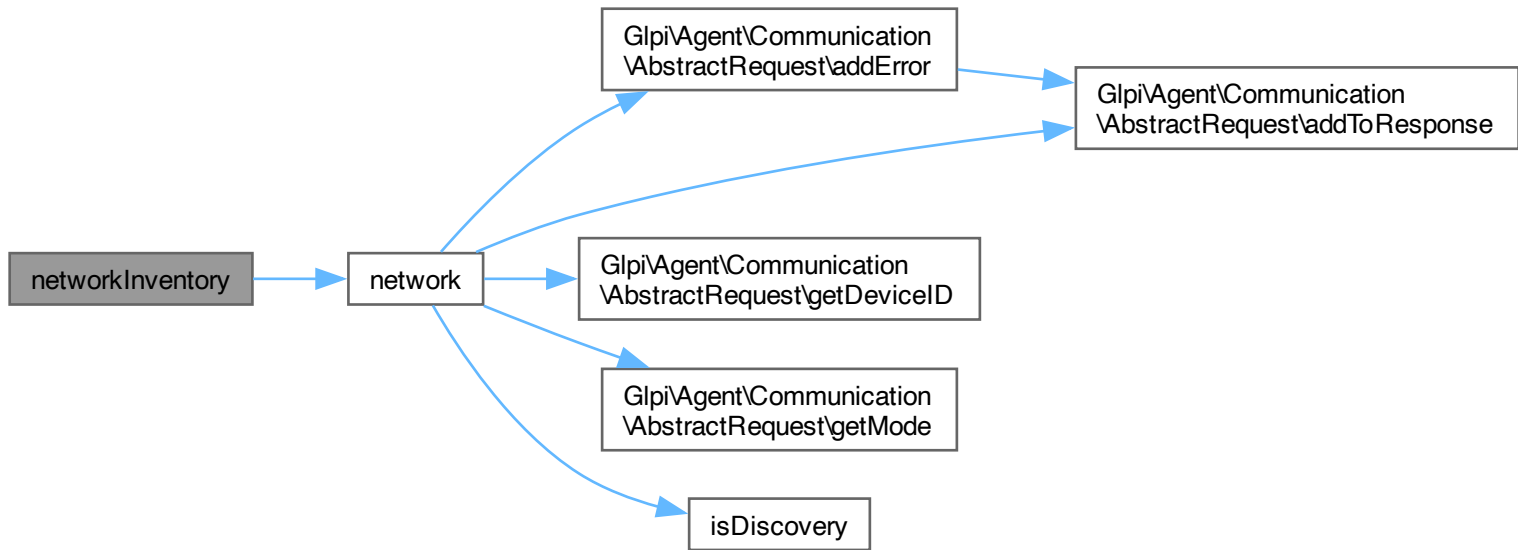 networkInventory
network
Glpi\Agent\Communication
\AbstractRequest\addError
Glpi\Agent\Communication
\AbstractRequest\addToResponse
Glpi\Agent\Communication
\AbstractRequest\getDeviceID
Glpi\Agent\Communication
\AbstractRequest\getMode
isDiscovery